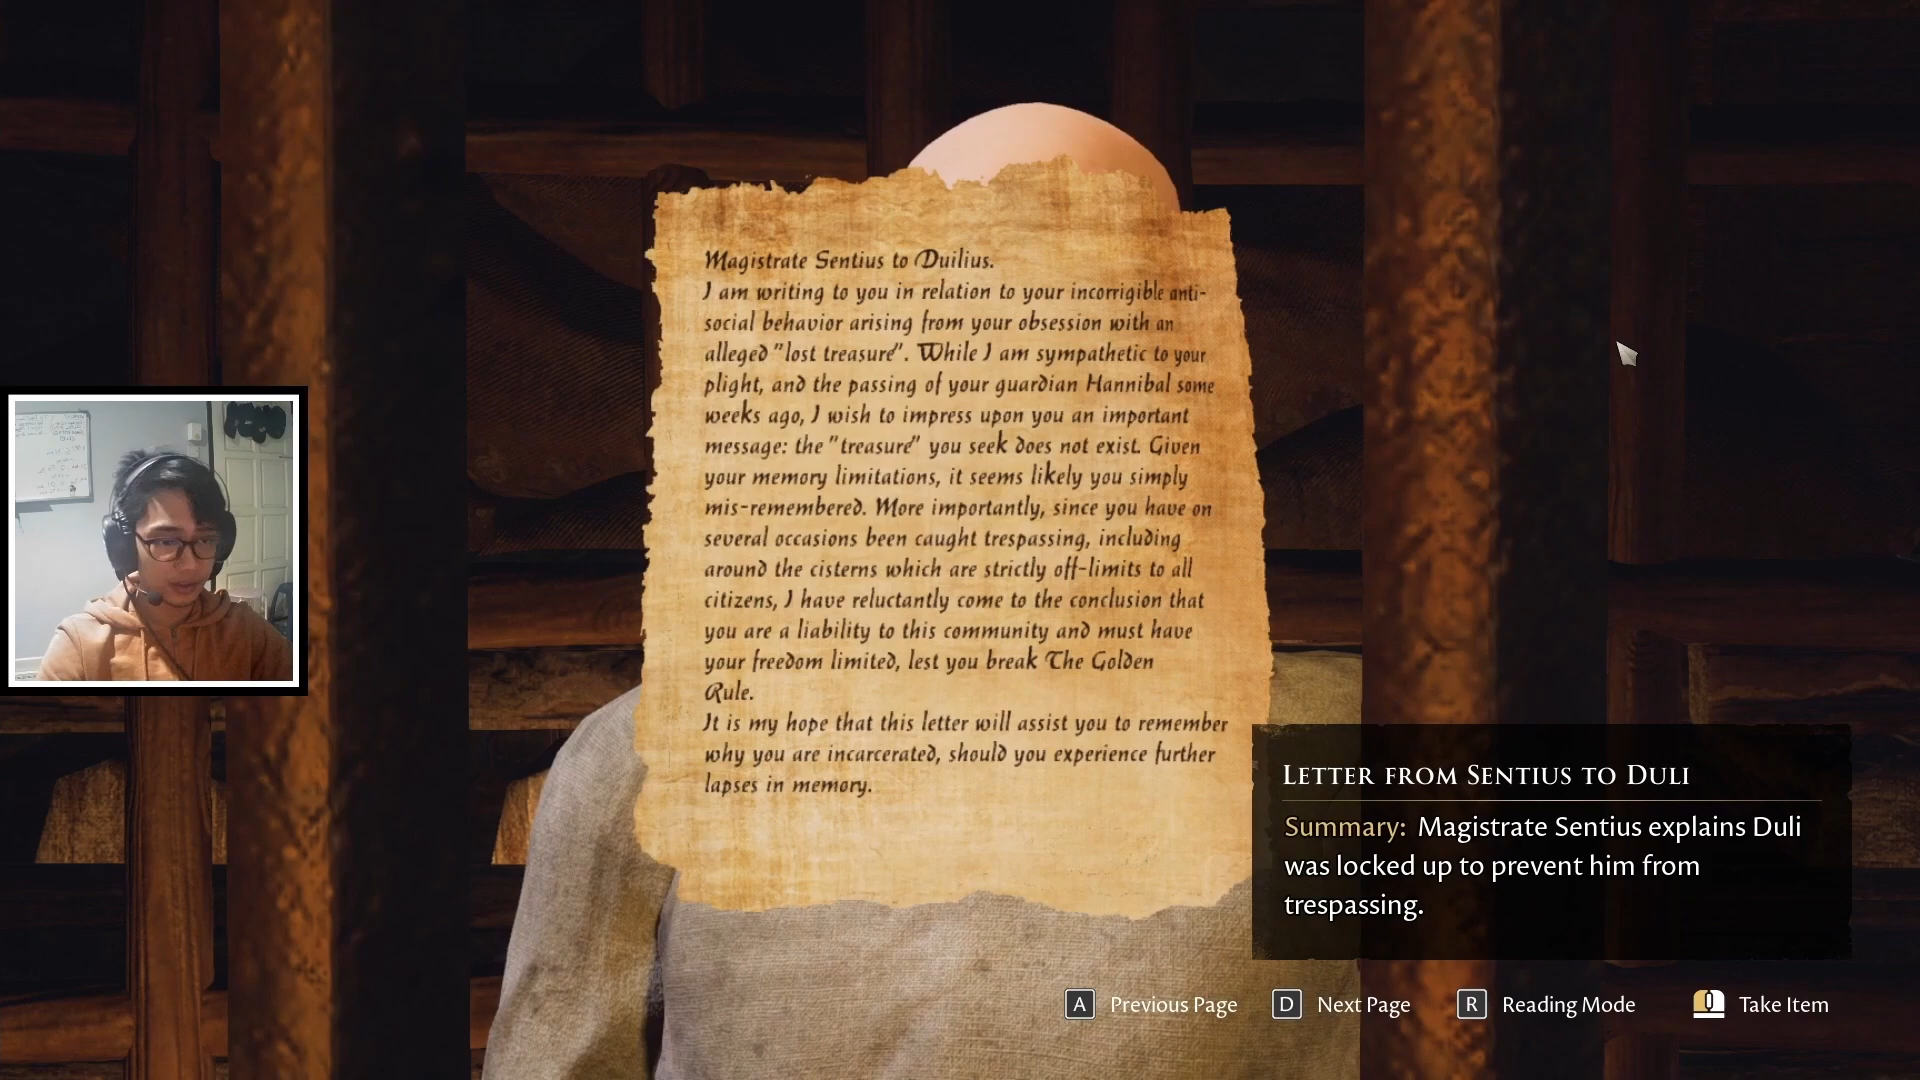 Magistrate Sentius to Duilius.
I am writing to you in relation to your incorrigible anti-
social behavior arising from your obsession with an
alleged "lost treasure". While I am sympathetic to your
plight, and the passing of your guardian Hannibal some
weeks ago, I wish to impress upon you an important
message: the "treasure" you seek does not exist. Given
your memory limitations, it seems likely you simply
mis-remembered. More importantly, since you have on
several occasions been caught trespassing, including
around the cisterns which are strictly off-limits to all
citizens, I have reluctantly come to the conclusion that
you are a liability to this community and must have
your freedom limited, lest you break The Golden
Rule.
It is my hope that this letter will assist you to remember
why you are incarcerated, should you experience further
lapses in memory.
LETTER FROM SENTIUS TO DULI
Summary: Magistrate Sentius explains Duli
was locked up to prevent him from
trespassing.
A Previous Page D Next Page R Reading Mode Take Item